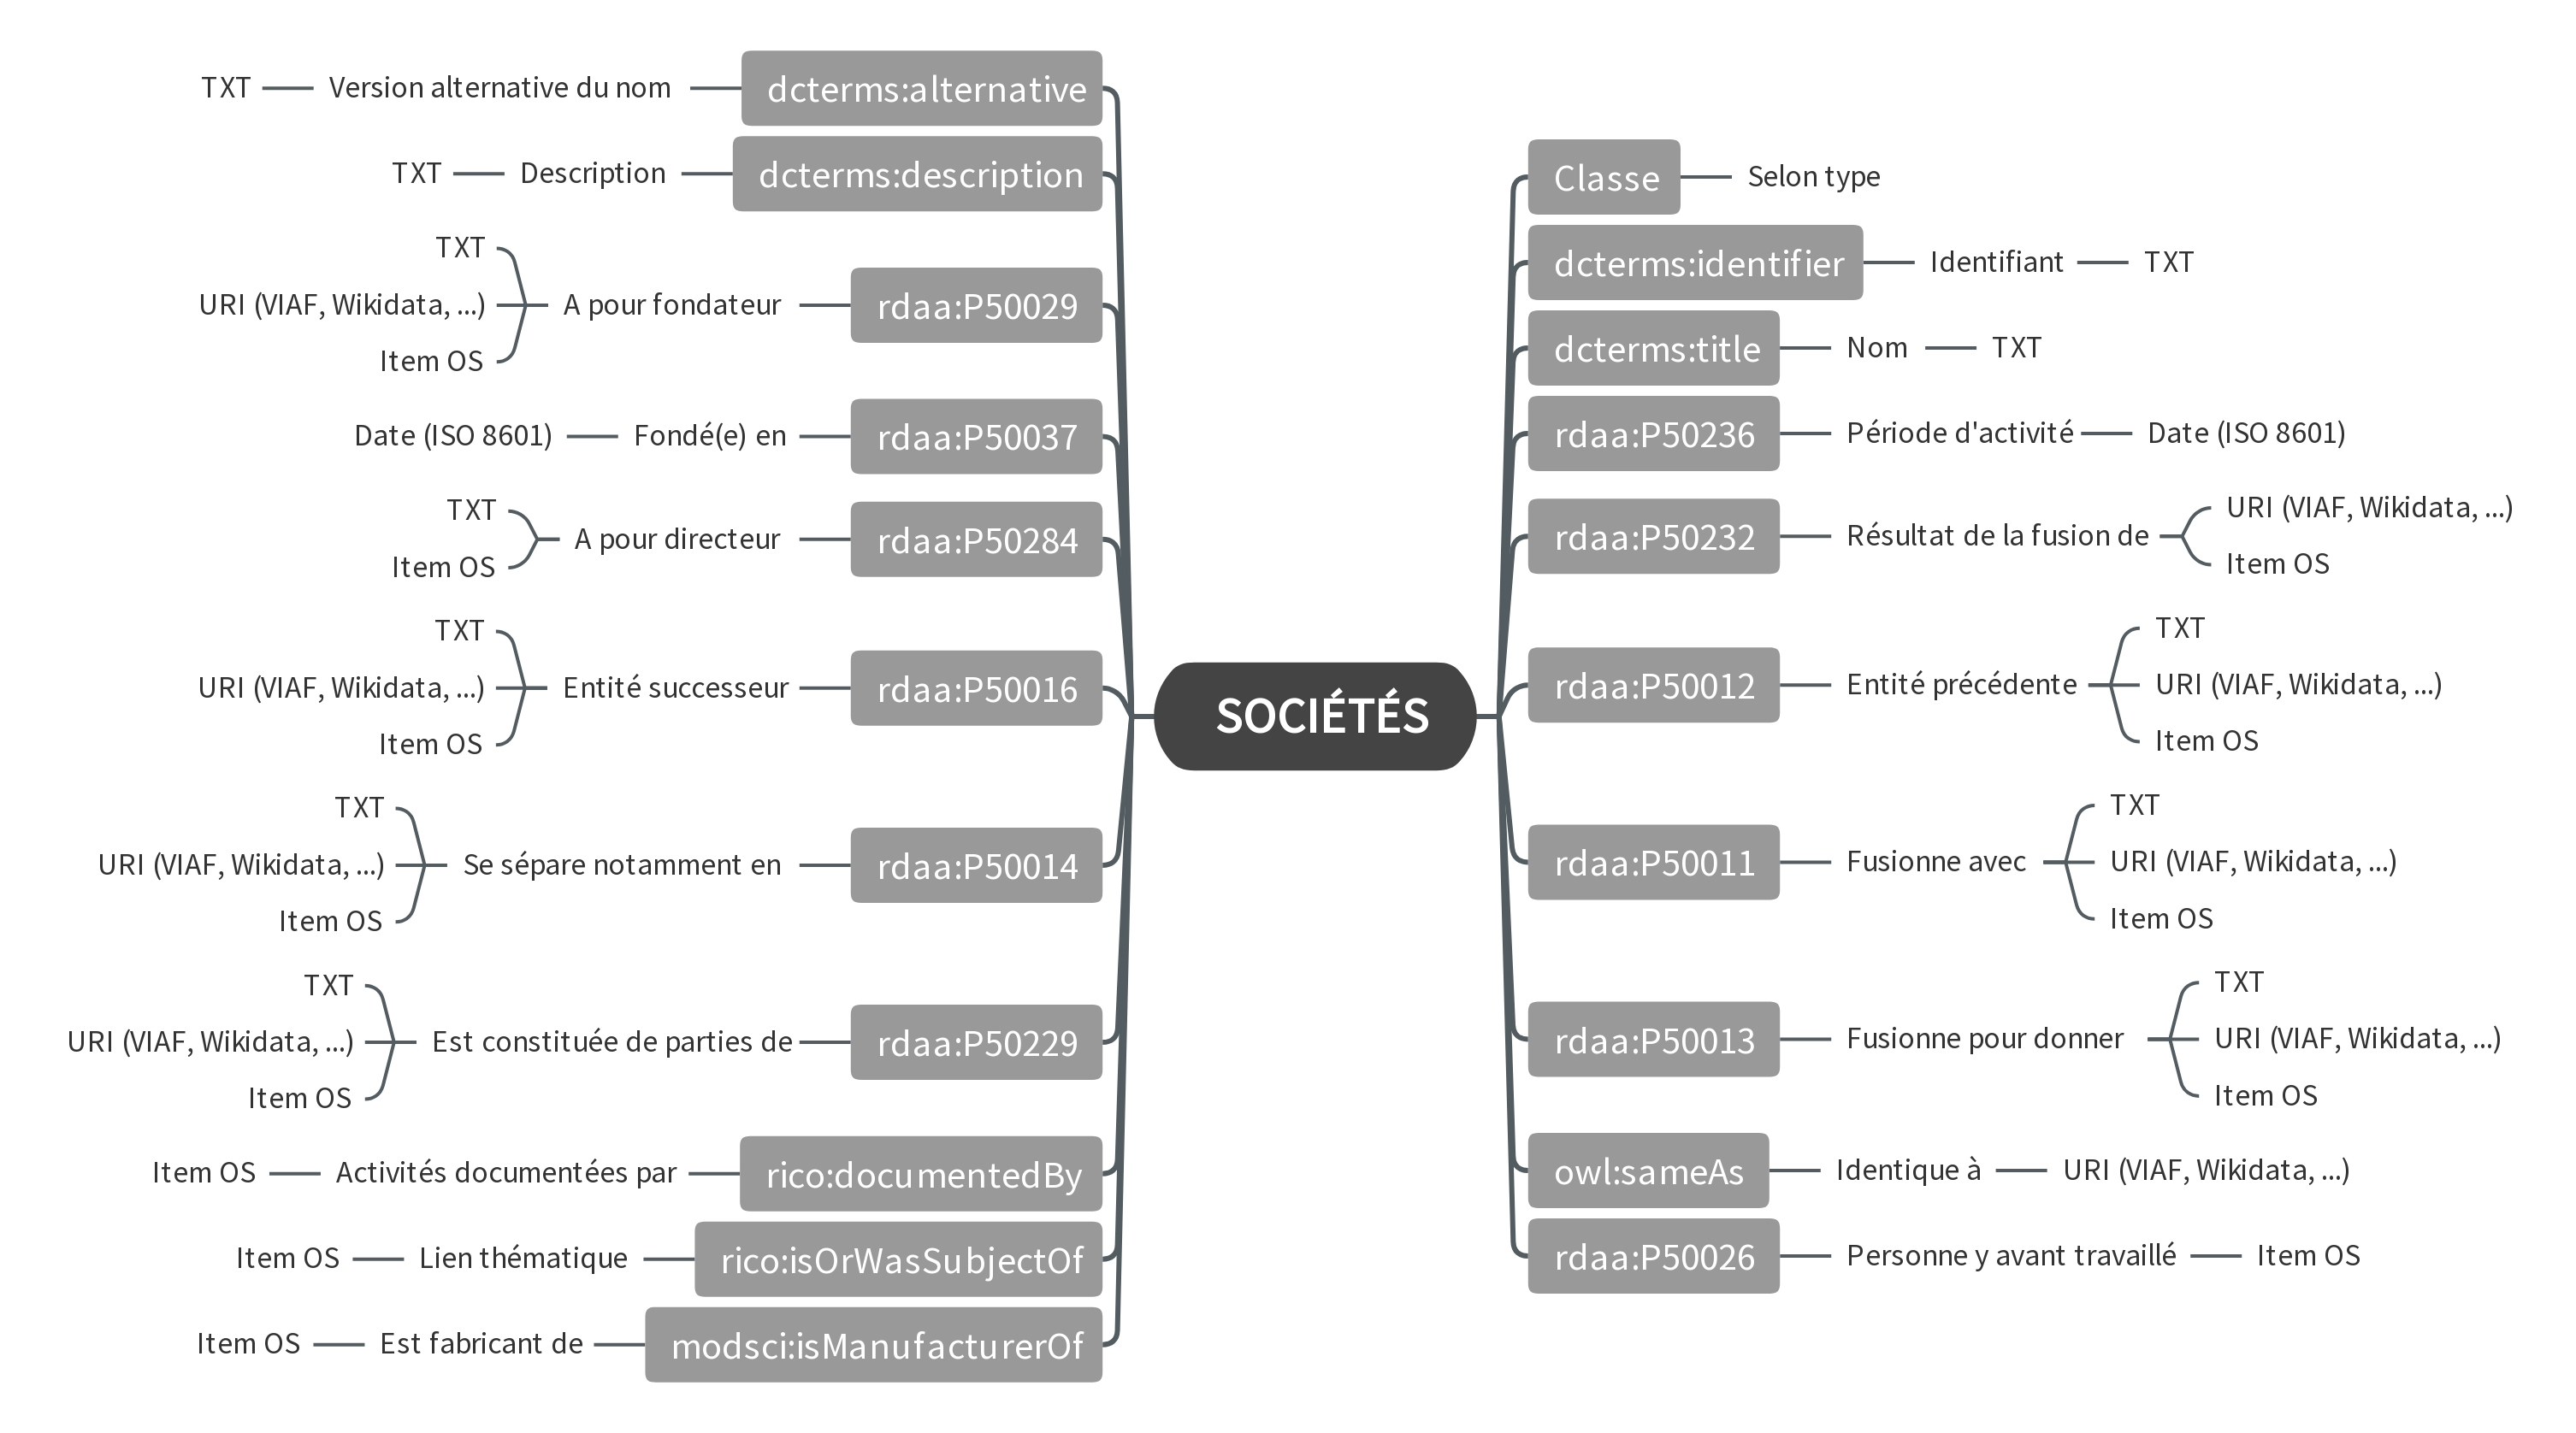 SOCIÉTÉS
dcterms:alternative
Version alternative du nom
TXT
dcterms:description
Description
TXT
rdaa:P50029
A pour fondateur
TXT
URI (VIAF, Wikidata, ...)
Item OS
rdaa:P50037
Fondé(e) en
Date (ISO 8601)
rdaa:P50284
A pour directeur
TXT
Item OS
rdaa:P50016
Entité successeur
TXT
URI (VIAF, Wikidata, ...)
Item OS
rdaa:P50014
Se sépare notamment en
TXT
URI (VIAF, Wikidata, ...)
Item OS
rdaa:P50229
Est constituée de parties de
TXT
URI (VIAF, Wikidata, ...)
Item OS
rico:documentedBy
Activités documentées par
Item OS
rico:isOrWasSubjectOf
Lien thématique
Item OS
modsci:isManufacturerOf
Est fabricant de
Item OS
Classe
Selon type
dcterms:identifier
Identifiant
TXT
dcterms:title
Nom
TXT
rdaa:P50236
Période d'activité
Date (ISO 8601)
rdaa:P50232
Résultat de la fusion de
URI (VIAF, Wikidata, ...)
Item OS
rdaa:P50012
Entité précédente
TXT
URI (VIAF, Wikidata, ...)
Item OS
rdaa:P50011
Fusionne avec
TXT
URI (VIAF, Wikidata, ...)
Item OS
rdaa:P50013
Fusionne pour donner
TXT
URI (VIAF, Wikidata, ...)
Item OS
owl:sameAs
Identique à
URI (VIAF, Wikidata, ...)
rdaa:P50026
Personne y avant travaillé
Item OS